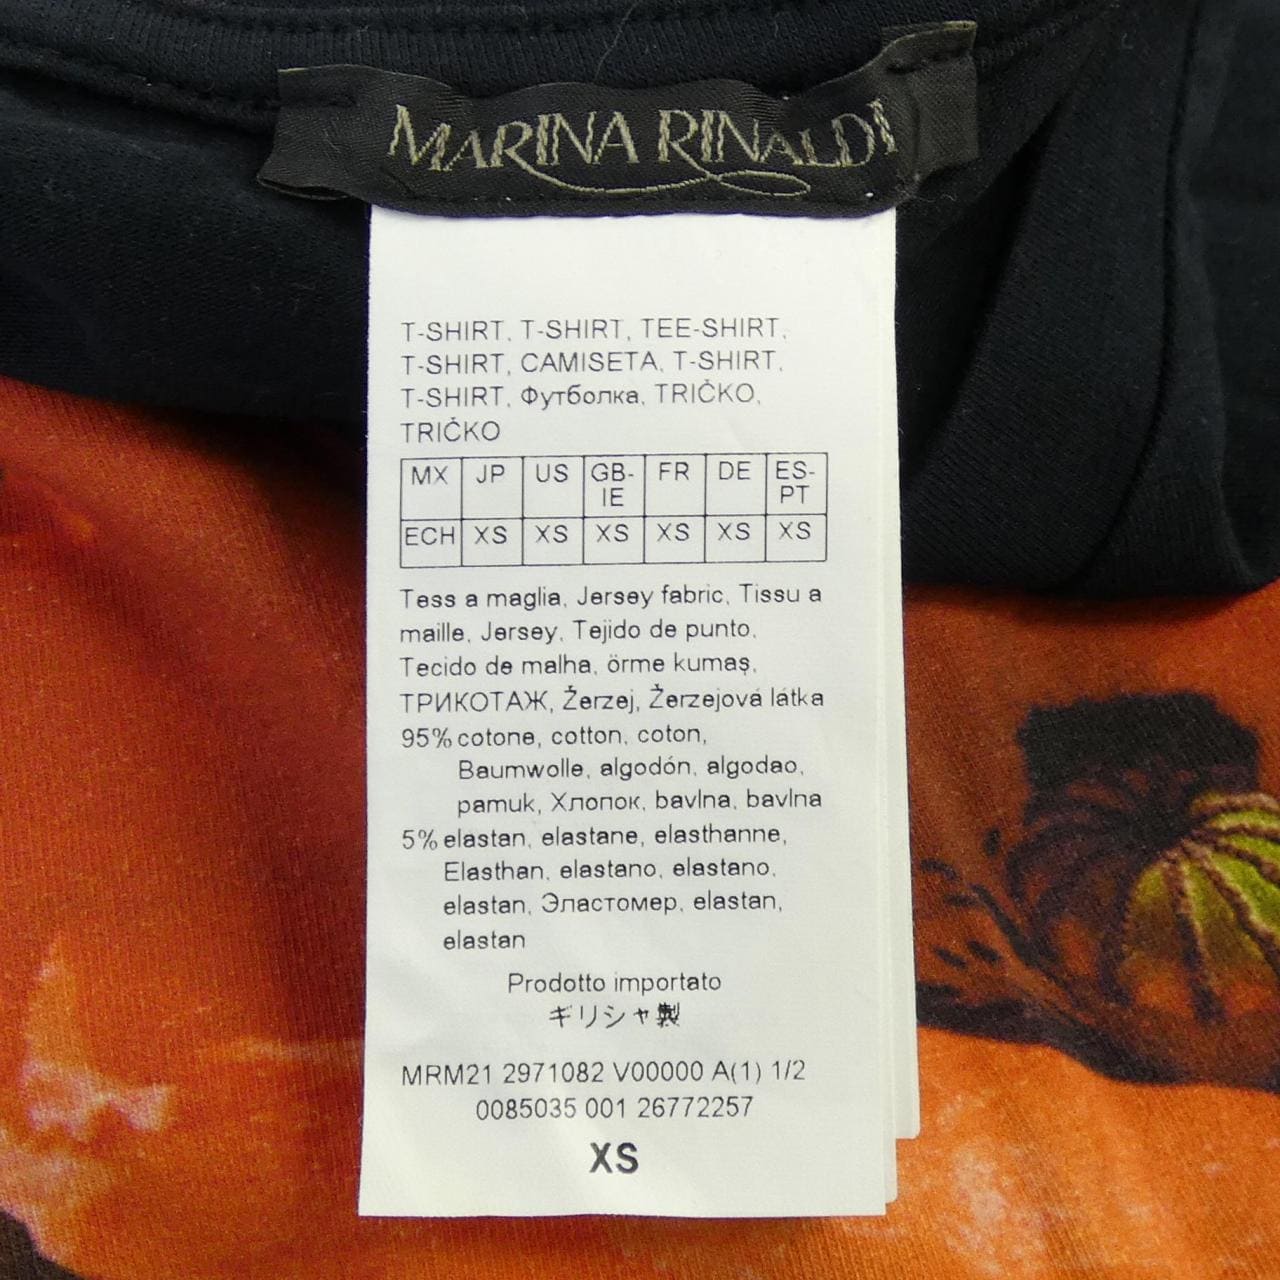 MARINA RINALDI
T-SHIRT, T-SHIRT, TEE-SHIRT,
T-SHIRT, CAMISETA, T-SHIRT,
T-SHIRT, Футболка, TRIČKO,
TRIČKO
MX JP US GB-IE FR DE ES-PT
ECH XS XS XS XS XS XS
Tess a maglia, Jersey fabric, Tissu a
maille, Jersey, Tejido de punto,
Tecido de malha, örme kumaş,
ТРИКОТАЖ, Žerzej, Žerzejová látka
95% cotone, cotton, coton,
Baumwolle, algodón, algodao,
pamuk, Хлопок, bavlna, bavlna
5% elastan, elastane, elasthanne,
Elasthan, elastano, elastano,
elastan, Эластомер, elastan,
elastan
Prodotto importato
ギリシャ製
MRM21 2971082 V00000 A(1) 1/2
0085035 001 26772257
XS